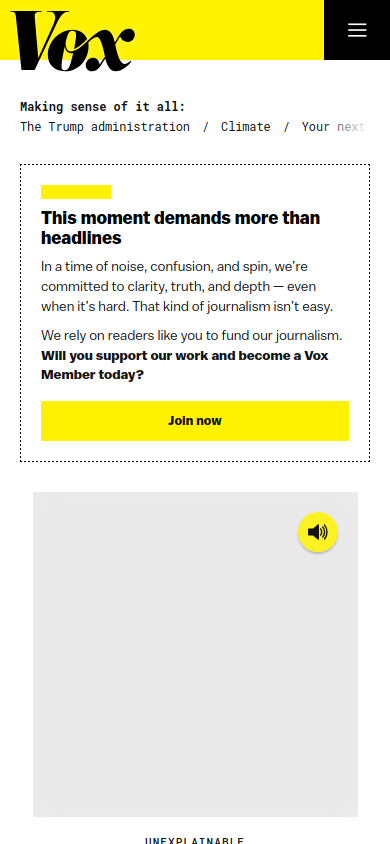 Vox
Making sense of it all:
The Trump administration / Climate / Your next
This moment demands more than
headlines
In a time of noise, confusion, and spin, we’re
committed to clarity, truth, and depth — even
when it’s hard. That kind of journalism isn’t easy.
We rely on readers like you to fund our journalism.
Will you support our work and become a Vox
Member today?
Join now
UNEXPLAINABLE